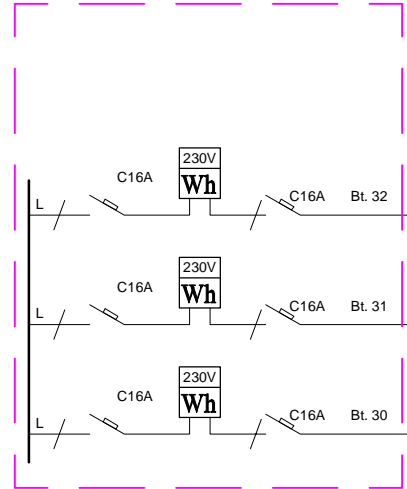 230V
C16A Wh C16A Bt. 32
L
230V
C16A Wh C16A Bt. 31
L
230V
C16A Wh C16A Bt. 30
L